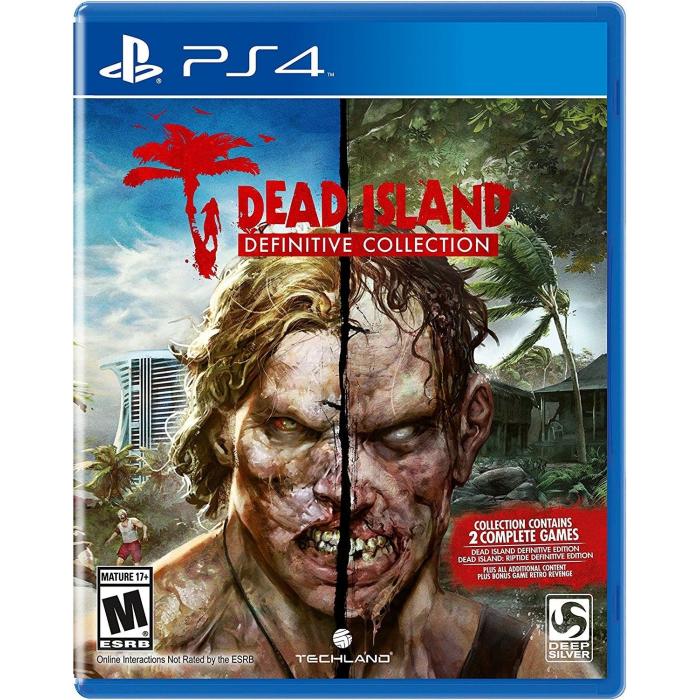 PS4™
DEAD ISLAND
DEFINITIVE COLLECTION
COLLECTION CONTAINS
2 COMPLETE GAMES
DEAD ISLAND DEFINITIVE EDITION
DEAD ISLAND: RIPTIDE DEFINITIVE EDITION
PLUS ALL ADDITIONAL CONTENT
PLUS BONUS GAME RETRO REVENGE
MATURE 17+
M
®
ESRB
Online Interactions Not Rated by the ESRB
TECHLAND
DEEP
SILVER